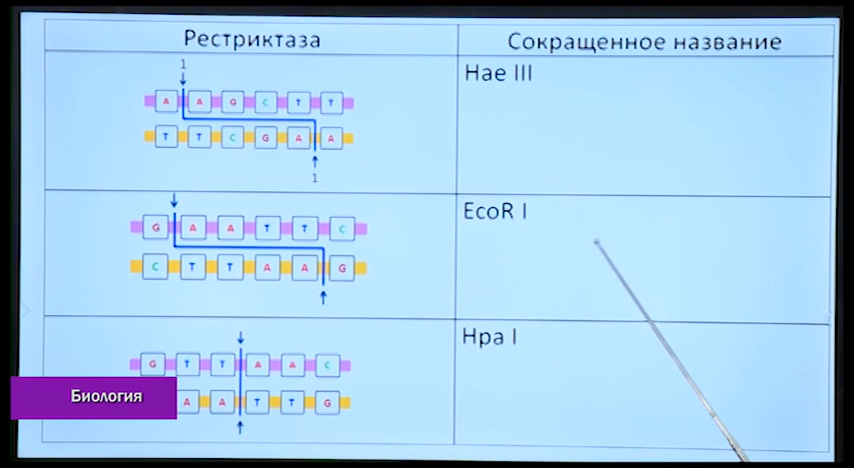 Рестриктаза
Сокращенное название
1
A A G C T T
T T C G A A
1
Hae III
G A A T T C
C T T A A G
EcoR I
G T T A A C
A A T T G
Hpa I
Биология